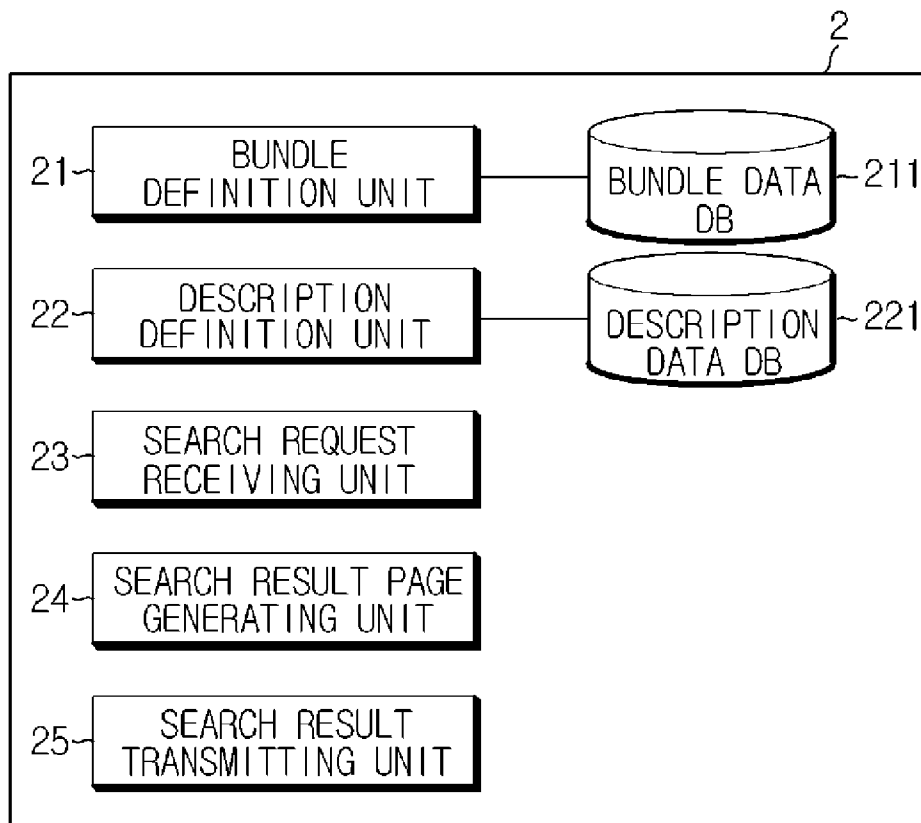 2
21
BUNDLE
DEFINITION UNIT
BUNDLE DATA
DB
211
22
DESCRIPTION
DEFINITION UNIT
DESCRIPTION
DATA DB
221
23
SEARCH REQUEST
RECEIVING UNIT
24
SEARCH RESULT PAGE
GENERATING UNIT
25
SEARCH RESULT
TRANSMITTING UNIT